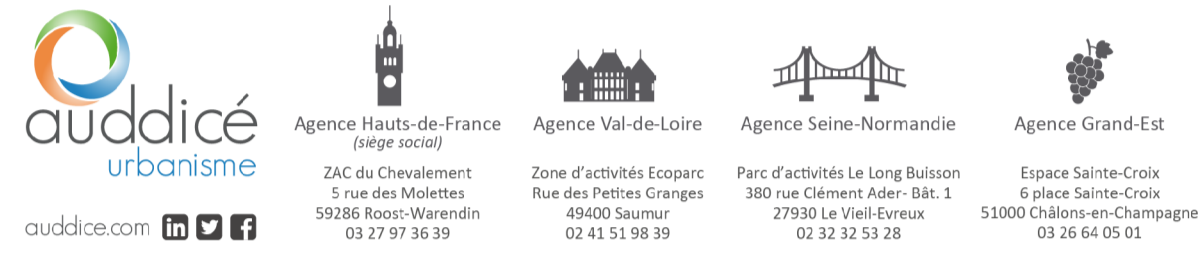 auddicé
urbanisme
auddice.com
Agence Hauts-de-France
(siège social)
ZAC du Chevalement
5 rue des Molettes
59286 Roost-Warendin
03 27 97 36 39
Agence Val-de-Loire
Zone d'activités Ecoparc
Rue des Petites Granges
49400 Saumur
02 41 51 98 39
Agence Seine-Normandie
Parc d'activités Le Long Buisson
380 rue Clément Ader- Bât. 1
27930 Le Vieil-Evreux
02 32 32 53 28
Agence Grand-Est
Espace Sainte-Croix
6 place Sainte-Croix
51000 Châlons-en-Champagne
03 26 64 05 01